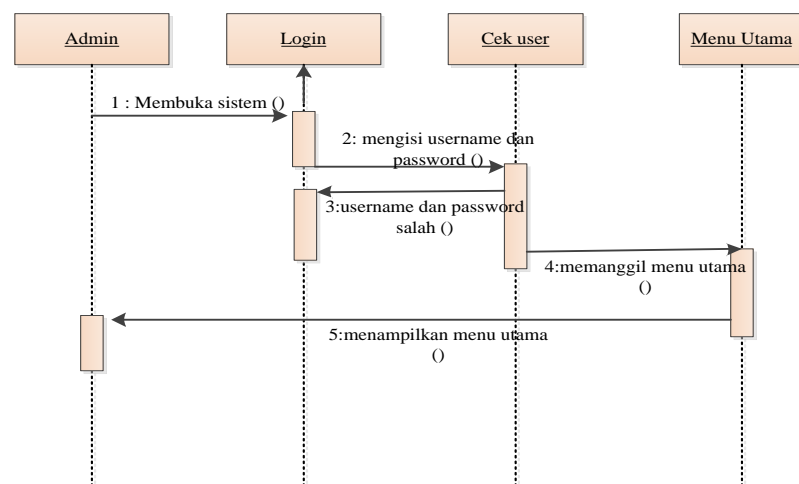 Admin
Login
Cek user
Menu Utama
1 : Membuka sistem ()
2: mengisi username dan
password ()
3:username dan password
salah ()
4:memanggil menu utama
()
5:menampilkan menu utama
()